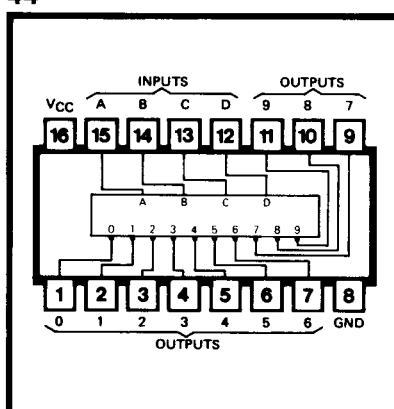 44
INPUTS OUTPUTS
VCC A B C D 9 8 7
16 15 14 13 12 11 10 9
A B C D
0 1 2 3 4 5 6 7 8 9
1 2 3 4 5 6 7 8
0 1 2 3 4 5 6 GND
OUTPUTS